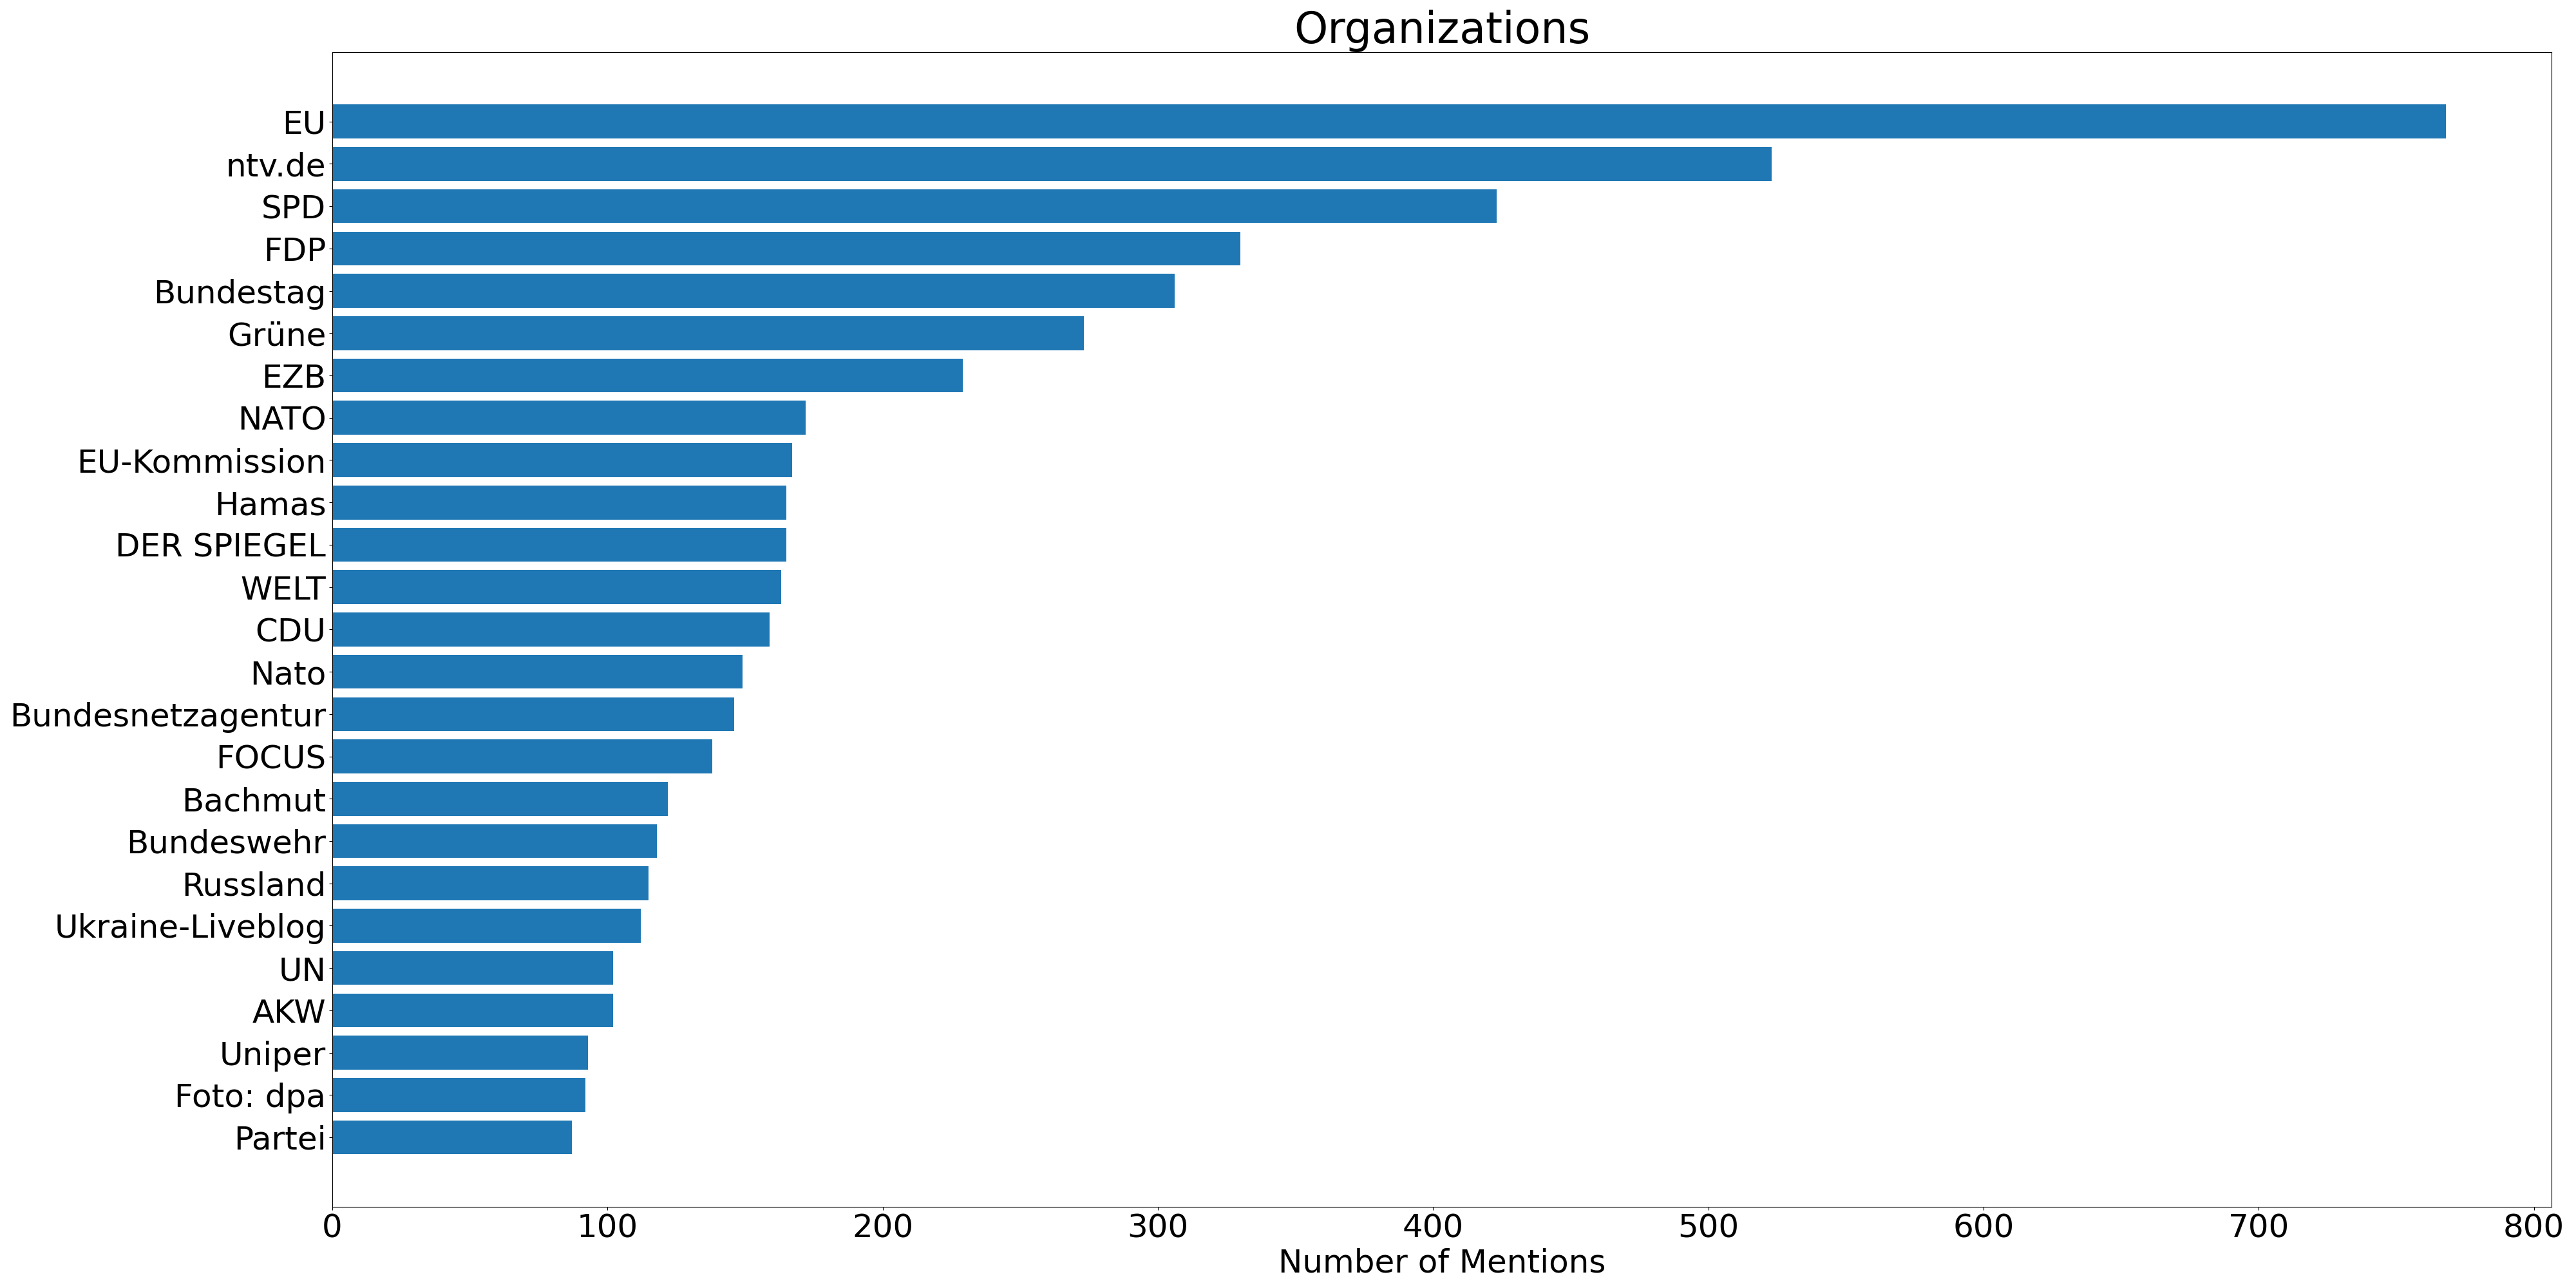 Organizations
EU
ntv.de
SPD
FDP
Bundestag
Grüne
EZB
NATO
EU-Kommission
Hamas
DER SPIEGEL
WELT
CDU
Nato
Bundesnetzagentur
FOCUS
Bachmut
Bundeswehr
Russland
Ukraine-Liveblog
UN
AKW
Uniper
Foto: dpa
Partei
0 100 200 300 400 500 600 700 800
Number of Mentions